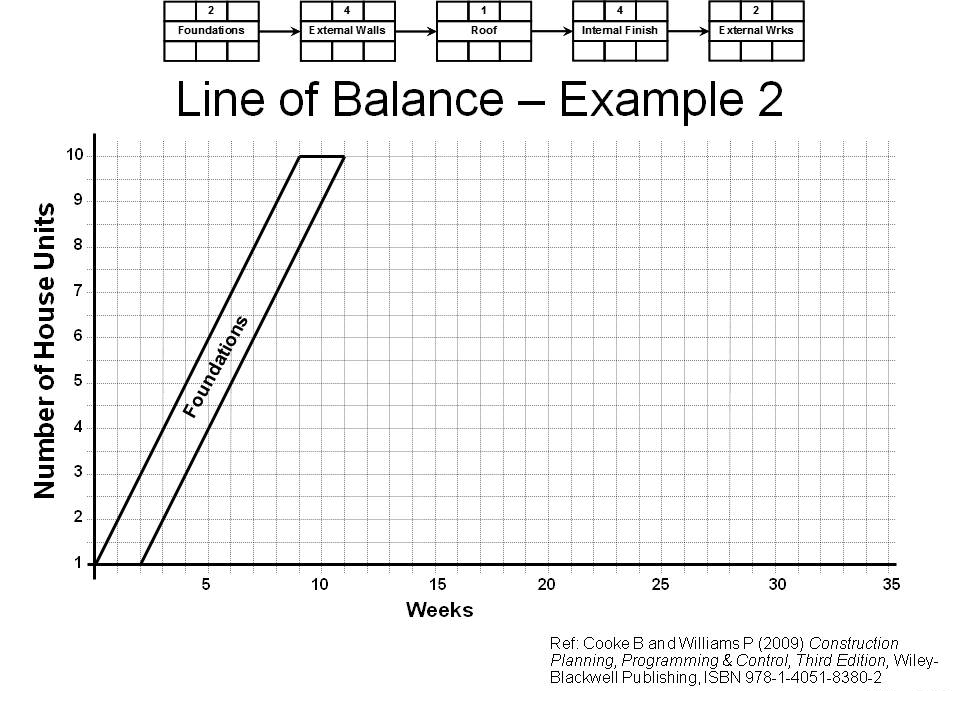 2 4 1 4 2
Foundations External Walls Roof Internal Finish External Wrks
Line of Balance – Example 2
10
9
8
7
6
5
4
3
2
1
Number of House Units
Foundations
5 10 15 20 25 30 35
Weeks
Ref: Cooke B and Williams P (2009) Construction
Planning, Programming & Control, Third Edition, Wiley-
Blackwell Publishing, ISBN 978-1-4051-8380-2